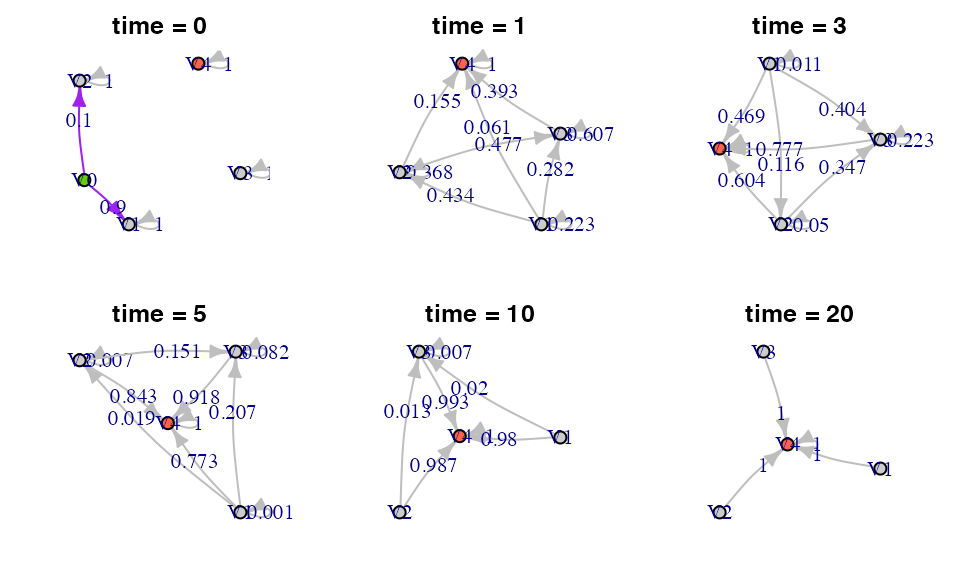 time = 0
V2 1
V4 1
0.1
V0
V3 1
0.9
V1 1
time = 1
V4 1
0.393
0.155
0.061
V3 0.607
0.477
V2 0.368
0.282
0.434
V1 0.223
time = 3
V1 0.011
0.404
0.469
V3 0.223
V4 1
0.777
0.116
0.347
0.604
V2 0.05
time = 5
V2 0.007
0.151
V3 0.082
0.843
0.918
0.019
0.207
V4 1
0.773
V1 0.001
time = 10
V3 0.007
0.02
0.993
0.013
V4 1
0.98
V1
0.987
V2
time = 20
V3
1
V4 1
1
1
V1
V2